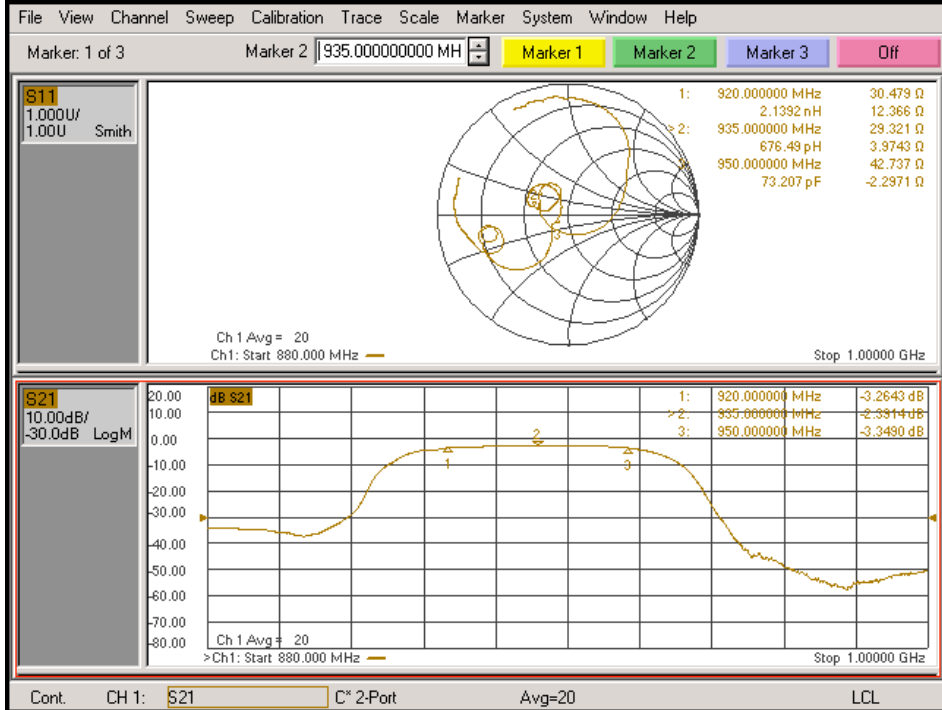 File View Channel Sweep Calibration Trace Scale Marker System Window Help
Marker: 1 of 3 Marker 2 935.000000000 MH Marker 1 Marker 2 Marker 3 Off
S11
1.000U/
1.00U Smith
1: 920.000000 MHz 30.479 Ω
2.1392 nH 12.366 Ω
> 2: 935.000000 MHz 29.321 Ω
676.49 pH 3.9743 Ω
950.000000 MHz 42.737 Ω
73.207 pF -2.2971 Ω
3
Ch 1 Avg = 20
Ch1: Start 880.000 MHz Stop 1.00000 GHz
S21
10.00dB/
-30.0dB LogM
20.00 dB S21
10.00
0.00
-10.00
-20.00
-30.00
-40.00
-50.00
-60.00
-70.00
-80.00
1: 920.000000 MHz -3.2643 dB
> 2: 935.000000 MHz -2.3914 dB
3: 950.000000 MHz -3.3490 dB
1 2 3
Ch 1 Avg = 20
>Ch1: Start 880.000 MHz Stop 1.00000 GHz
Cont. CH 1: S21 C* 2-Port Avg=20 LCL